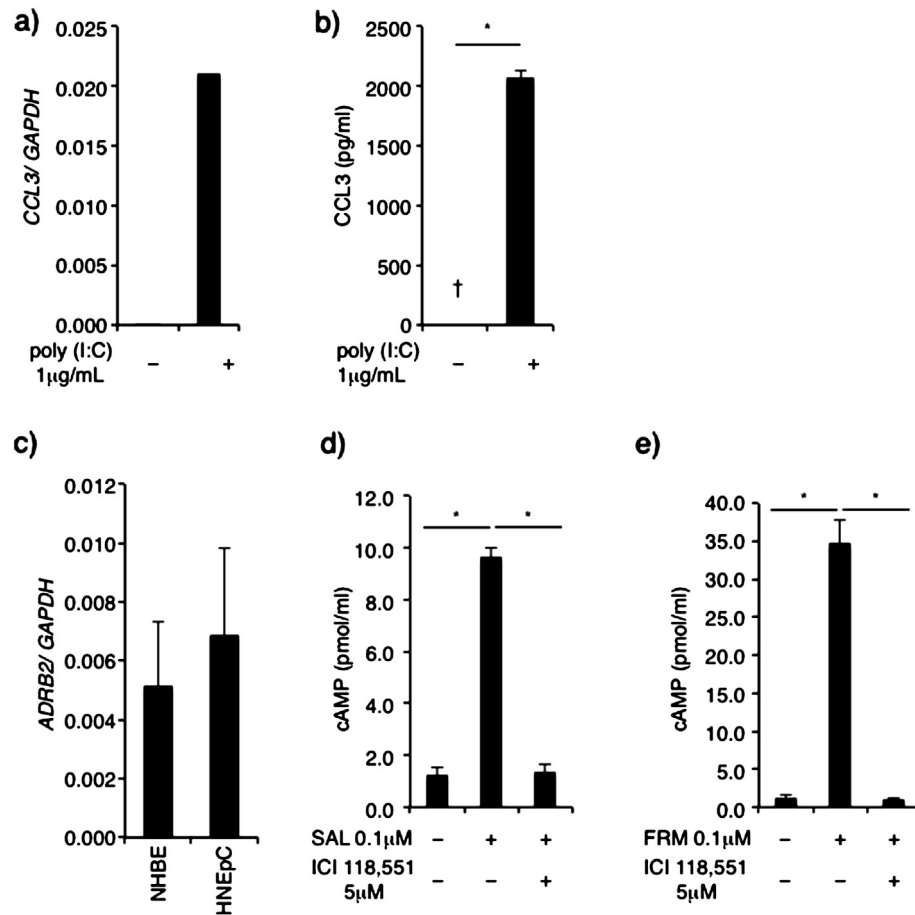 a)
0.025
0.020
0.015
0.010
0.005
0.000
CCL3/ GAPDH
poly (I:C)
1μg/mL
– +
b)
2500
2000
1500
1000
500
0
CCL3 (pg/ml)
*
†
poly (I:C)
1μg/mL
– +
c)
0.012
0.010
0.008
0.006
0.004
0.002
0.000
ADRB2/ GAPDH
NHBE
HNEpC
d)
12.0
10.0
8.0
6.0
4.0
2.0
0.0
cAMP (pmol/ml)
* *
SAL 0.1μM – + +
ICI 118,551
5μM – – +
e)
40.0
35.0
30.0
25.0
20.0
15.0
10.0
5.0
0.0
cAMP (pmol/ml)
* *
FRM 0.1μM – + +
ICI 118,551
5μM – – +